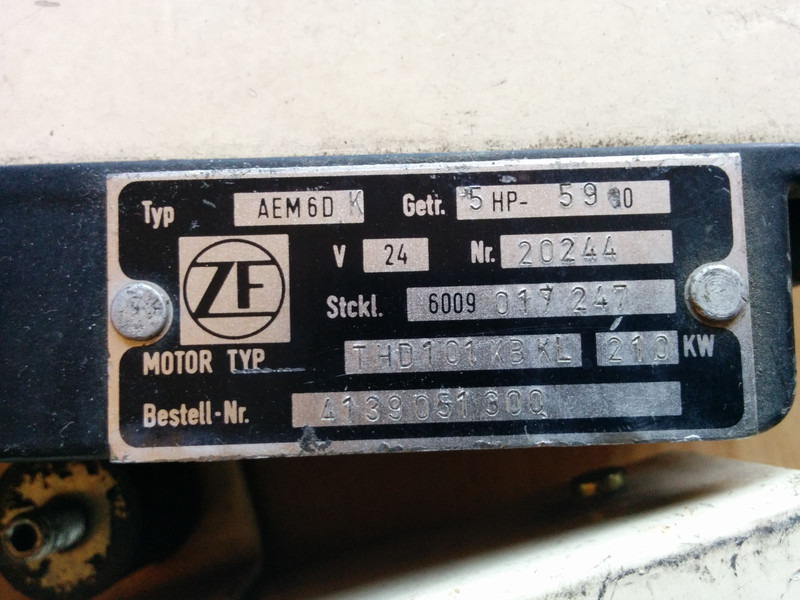 Typ AEM6D K Getr. 5 HP- 59 0
ZF V 24 Nr. 20244
Stckl. 6009 017 247
MOTOR TYP THD101 KB KL 210 KW
Bestell-Nr. 4139051300